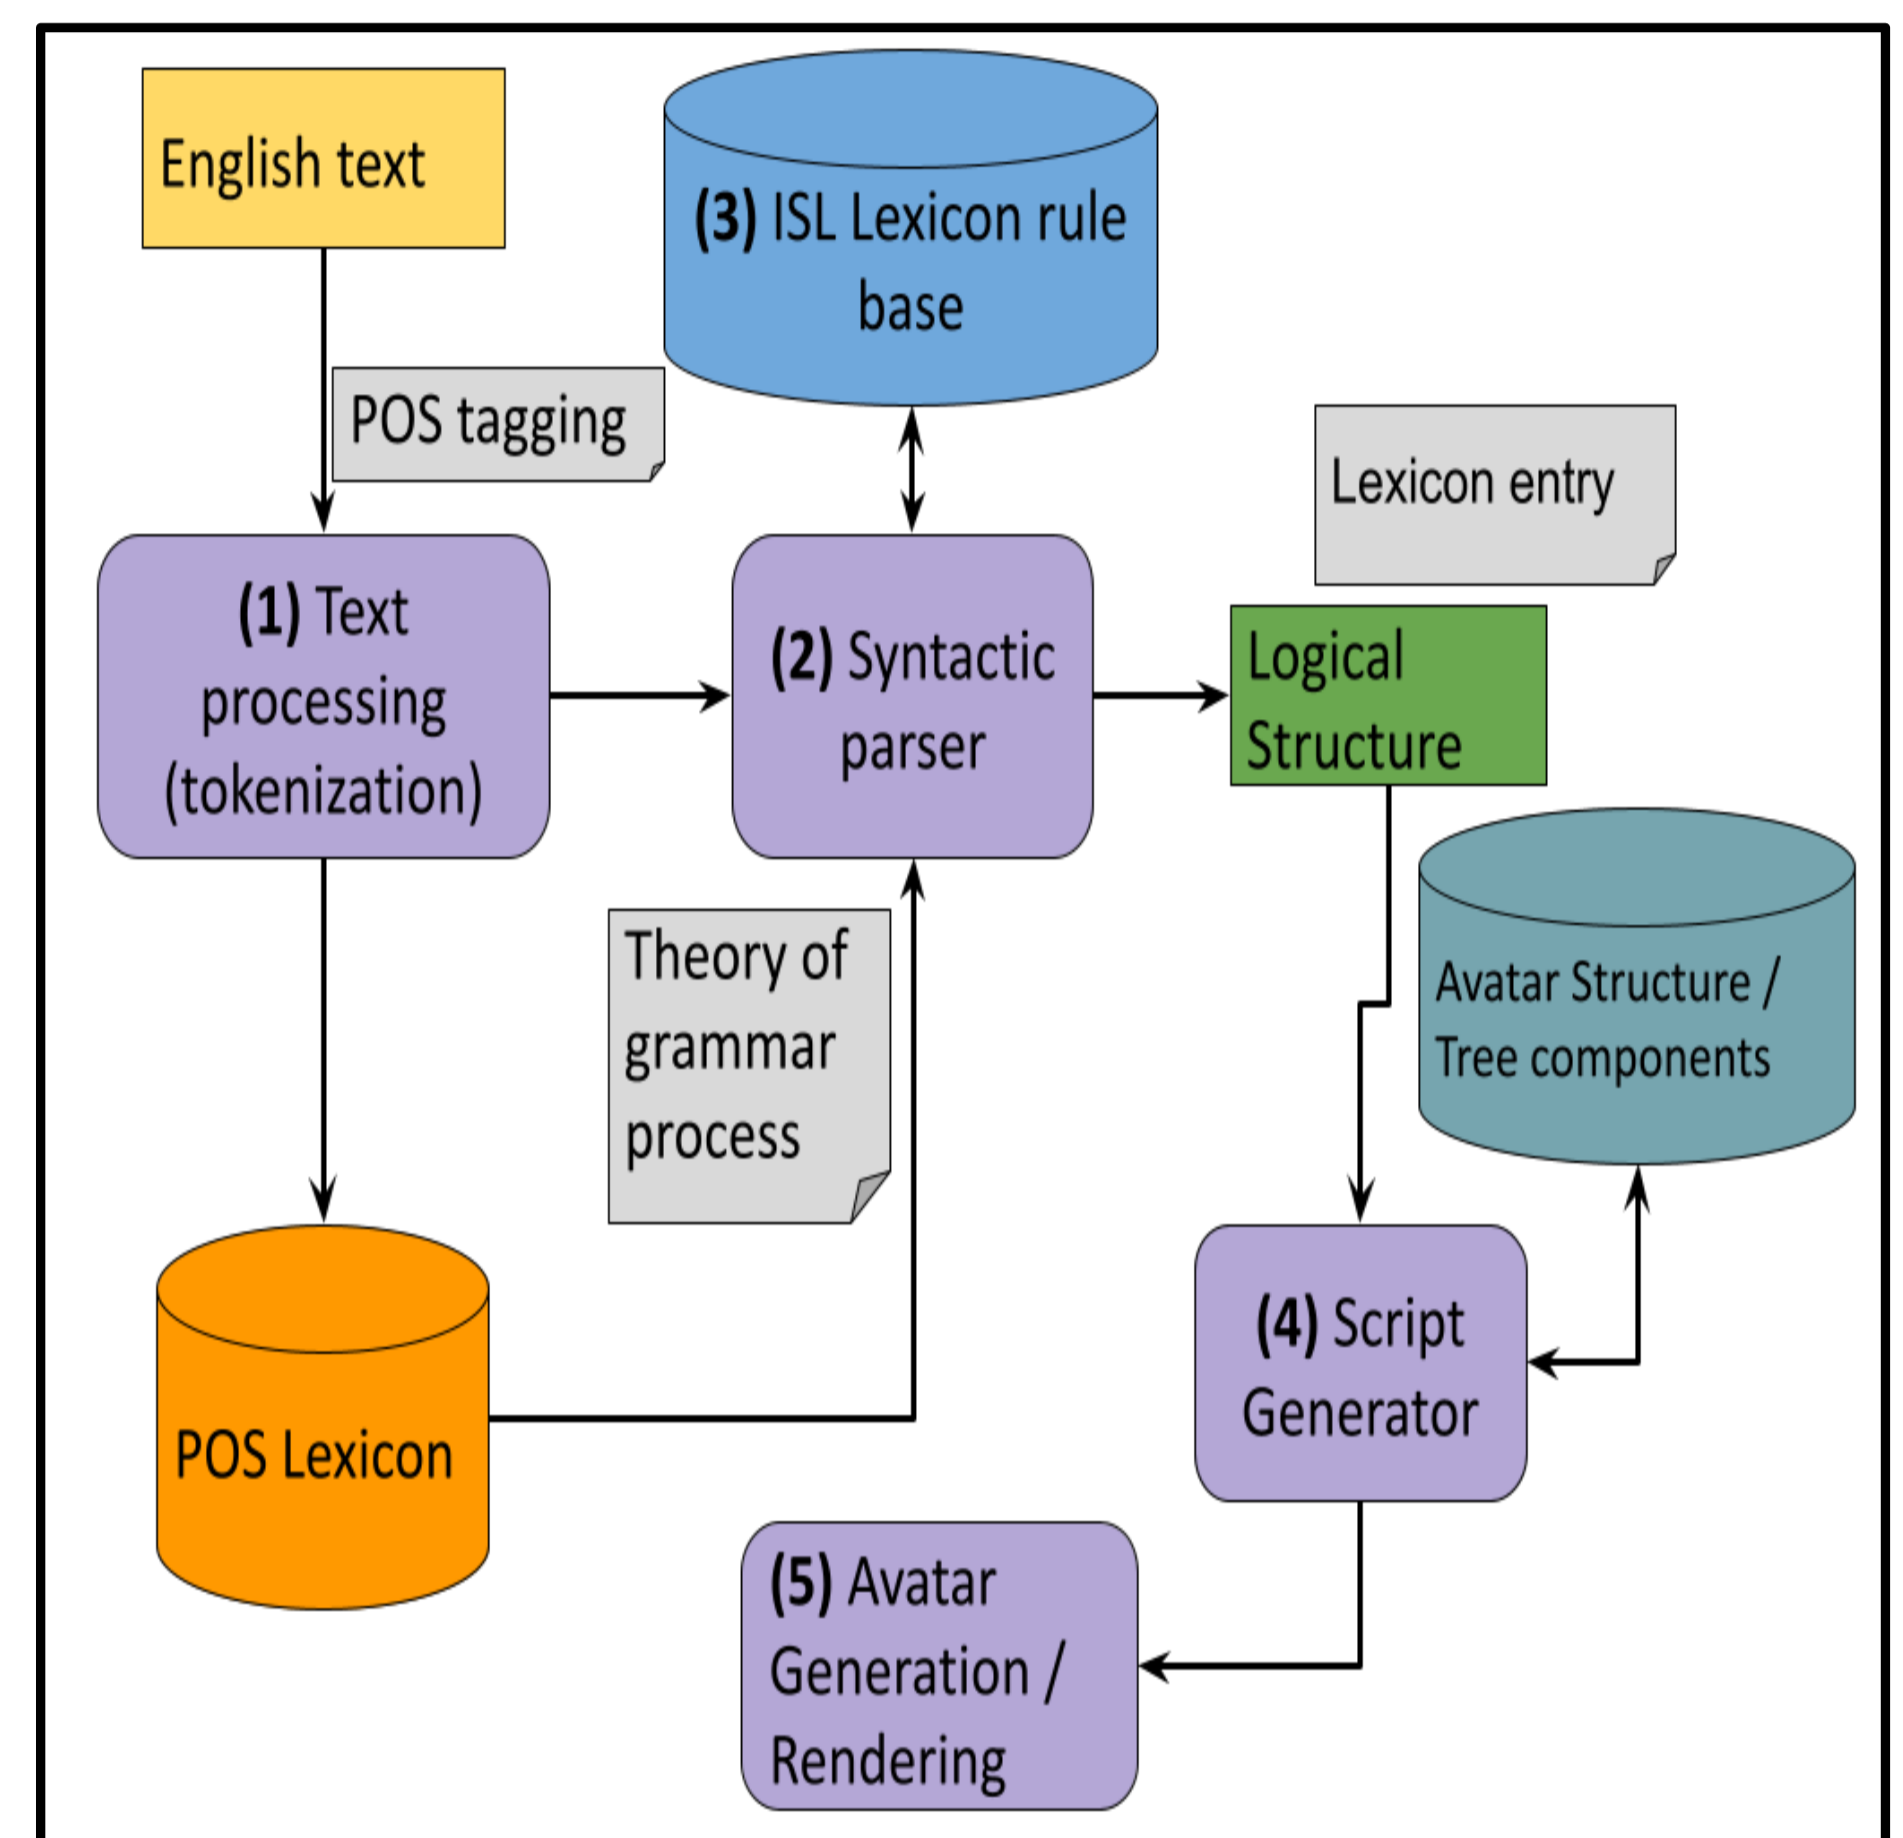 English text
(3) ISL Lexicon rule
base
POS tagging
Lexicon entry
(1) Text
processing
(tokenization)
(2) Syntactic
parser
Logical
Structure
Theory of
grammar
process
Avatar Structure /
Tree components
POS Lexicon
(4) Script
Generator
(5) Avatar
Generation /
Rendering